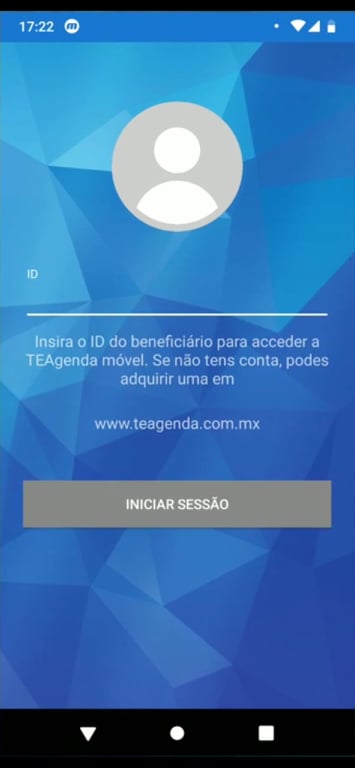 17:22
ID
Insira o ID do beneficiário para acceder a
TEAgenda móvel. Se não tens conta, podes
adquirir uma em
www.teagenda.com.mx
INICIAR SESSÃO